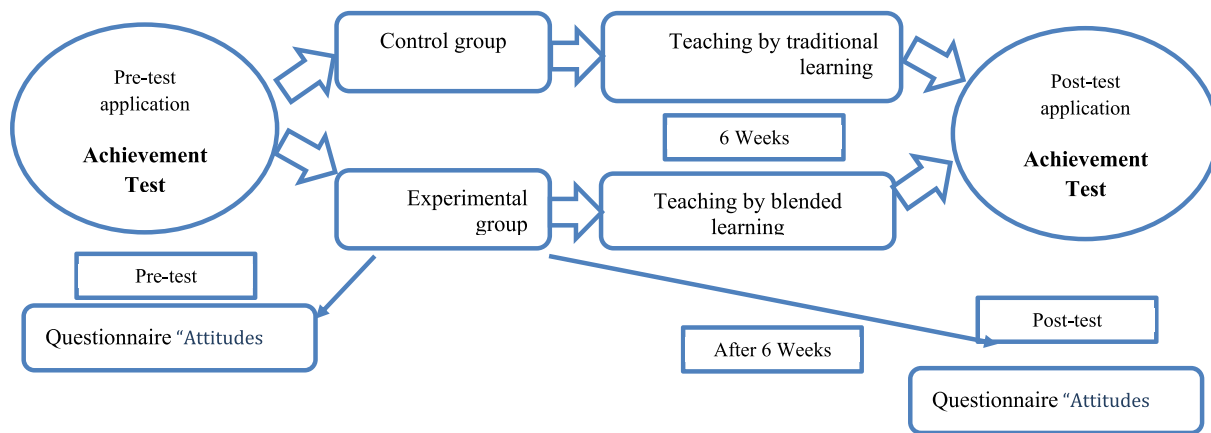 Pre-test
application
Achievement
Test
Control group
Teaching by traditional
learning
6 Weeks
Experimental
group
Teaching by blended
learning
Post-test
application
Achievement
Test
Pre-test
Questionnaire “Attitudes
After 6 Weeks
Post-test
Questionnaire “Attitudes